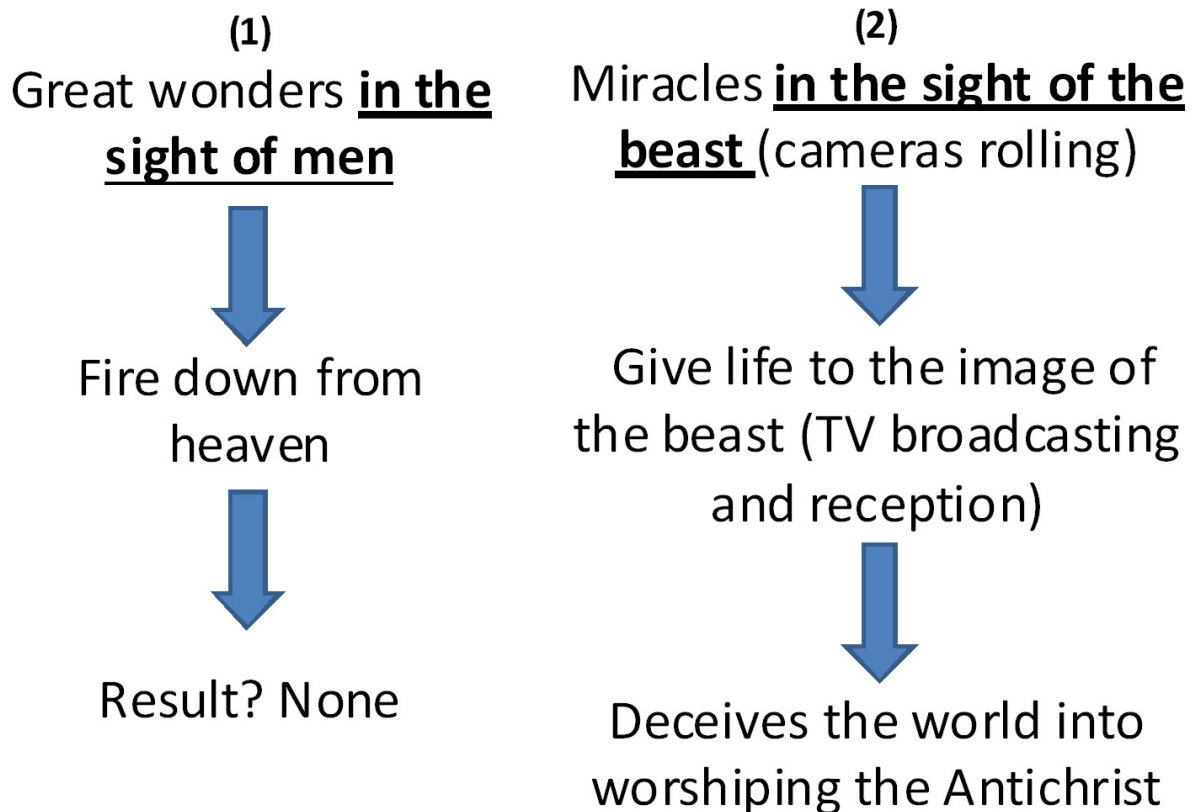 (1)
Great wonders in the
sight of men
Fire down from
heaven
Result? None
(2)
Miracles in the sight of the
beast (cameras rolling)
Give life to the image of
the beast (TV broadcasting
and reception)
Deceives the world into
worshiping the Antichrist